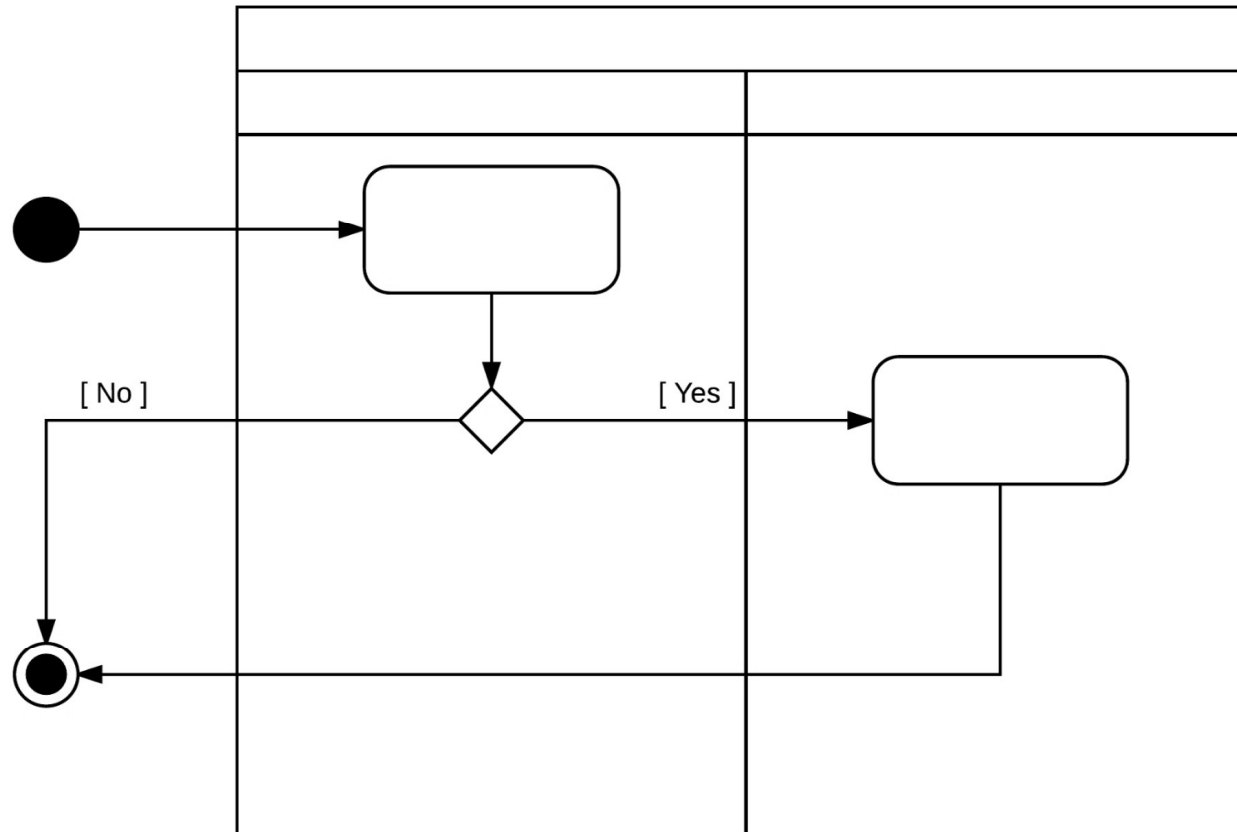 [ No ]
[ Yes ]